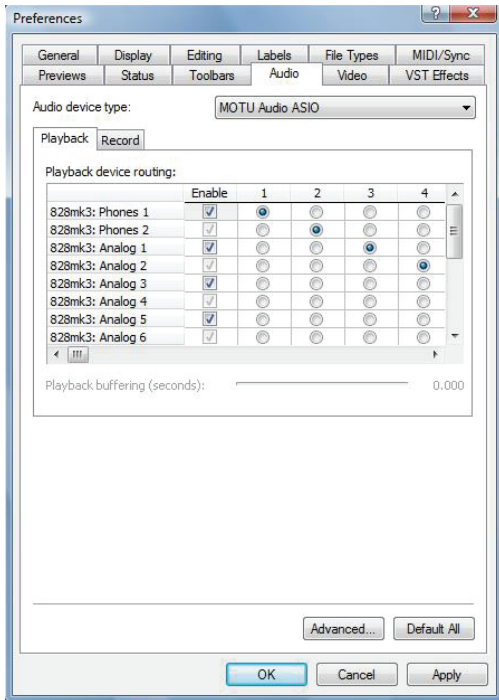 Preferences
General Display Editing Labels File Types MIDI/Sync
Previews Status Toolbars Audio Video VST Effects
Audio device type: MOTU Audio ASIO
Playback Record
Playback device routing:
Enable 1 2 3 4
828mk3: Phones 1
828mk3: Phones 2
828mk3: Analog 1
828mk3: Analog 2
828mk3: Analog 3
828mk3: Analog 4
828mk3: Analog 5
828mk3: Analog 6
Playback buffering (seconds): 0.000
Advanced... Default All
OK Cancel Apply